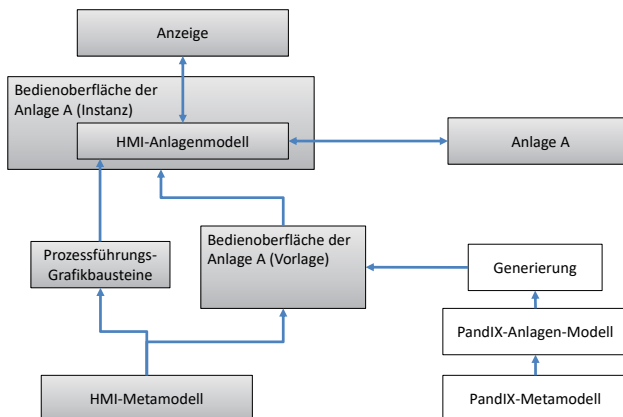 Anzeige
Bedienoberfläche der
Anlage A (Instanz)
HMI-Anlagenmodell
Anlage A
Prozessführungs-
Grafikbausteine
Bedienoberfläche der
Anlage A (Vorlage)
Generierung
PandIX-Anlagen-Modell
HMI-Metamodell
PandIX-Metamodell